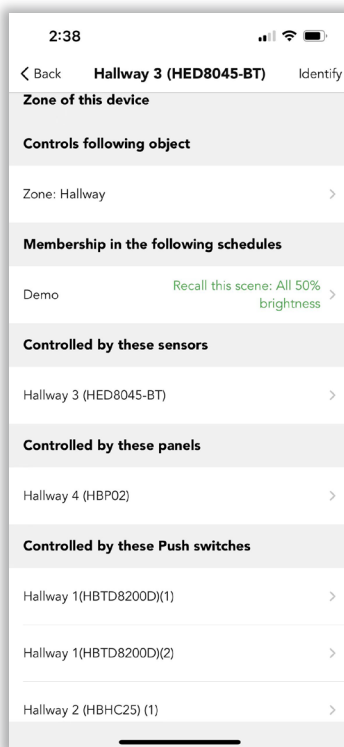 2:38
Back Hallway 3 (HED8045-BT) Identify
Zone of this device
Controls following object
Zone: Hallway
Membership in the following schedules
Demo Recall this scene: All 50%
brightness
Controlled by these sensors
Hallway 3 (HED8045-BT)
Controlled by these panels
Hallway 4 (HBP02)
Controlled by these Push switches
Hallway 1(HBTD8200D)(1)
Hallway 1(HBTD8200D)(2)
Hallway 2 (HBHC25) (1)